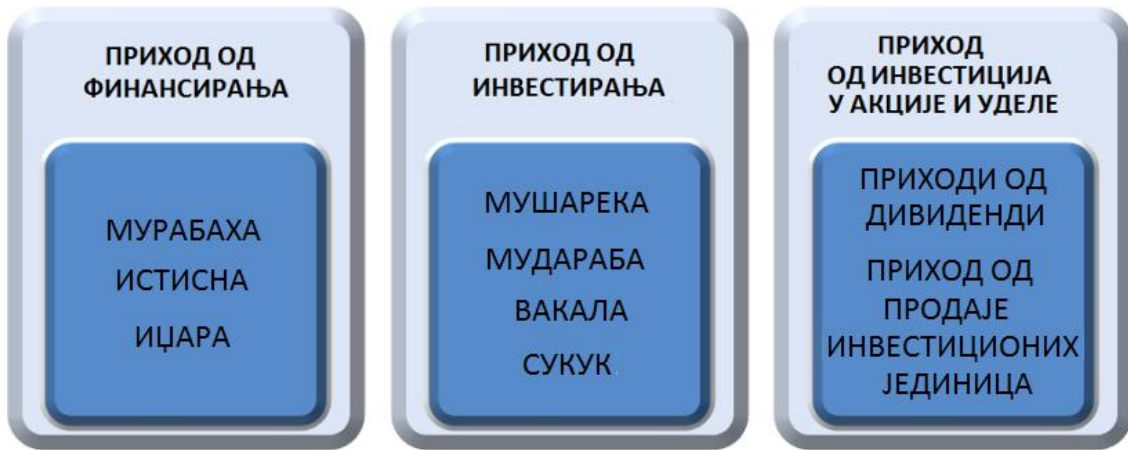 ПРИХОД ОД
ФИНАНСИРАЊА
МУРАБАХА
ИСТИСНА
ИЏАРА
ПРИХОД ОД
ИНВЕСТИРАЊА
МУШАРЕКА
МУДАРАБА
ВАКАЛА
СУКУК
ПРИХОД
ОД ИНВЕСТИЦИЈА
У АКЦИЈЕ И УДЕЛЕ
ПРИХОДИ ОД
ДИВИДЕНДИ
ПРИХОД ОД
ПРОДАЈЕ
ИНВЕСТИЦИОНИХ
ЈЕДИНИЦА